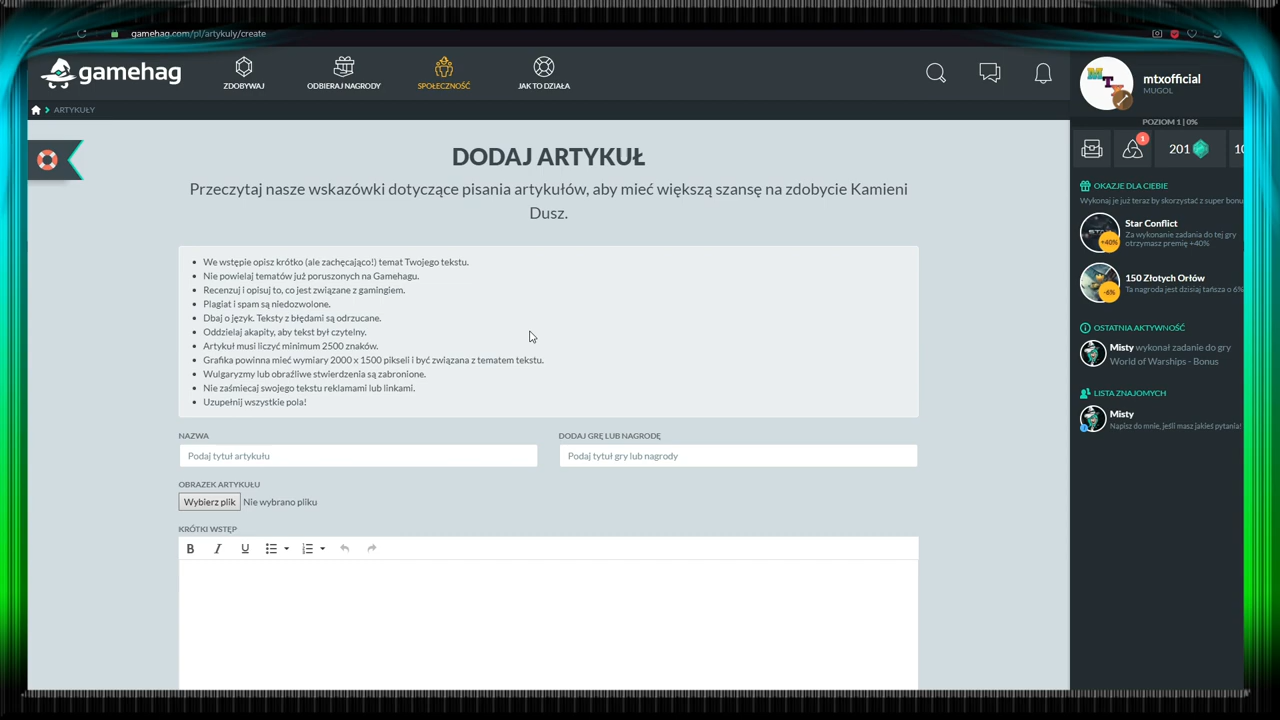 gamehag.com/pl/artykuly/create
gamehag
ZDOBYWAJ
ODBIERAJ NAGRODY
SPOŁECZNOŚĆ
JAK TO DZIAŁA
mtxofficial
MUGOL
ARTYKUŁY
POZIOM 1 | 0%
1
201
10
DODAJ ARTYKUŁ
Przeczytaj nasze wskazówki dotyczące pisania artykułów, aby mieć większą szansę na zdobycie Kamieni
Dusz.
We wstępie opisz krótko (ale zachęcająco!) temat Twojego tekstu.
Nie powielaj tematów już poruszonych na Gamehagu.
Recenzuj i opisuj to, co jest związane z gamingiem.
Plagiat i spam są niedozwolone.
Dbaj o język. Teksty z błędami są odrzucane.
Oddzielaj akapity, aby tekst był czytelny.
Artykuł musi liczyć minimum 2500 znaków.
Grafika powinna mieć wymiary 2000 x 1500 pikseli i być związana z tematem tekstu.
Wulgaryzmy lub obraźliwe stwierdzenia są zabronione.
Nie zaśmiecaj swojego tekstu reklamami lub linkami.
Uzupełnij wszystkie pola!
NAZWA
DODAJ GRĘ LUB NAGRODĘ
Podaj tytuł artykułu
Podaj tytuł gry lub nagrody
OBRAZEK ARTYKUŁU
Wybierz plik Nie wybrano pliku
KRÓTKI WSTĘP
B I U
OKAZJE DLA CIEBIE
Wykonaj je już teraz by skorzystać z super bonu
Star Conflict
Za wykonanie zadania do tej gry
otrzymasz premię +40%
+40%
150 Złotych Orłów
Ta nagroda jest dzisiaj tańsza o 6%
-6%
OSTATNIA AKTYWNOŚĆ
Misty wykonał zadanie do gry
World of Warships - Bonus
LISTA ZNAJOMYCH
Misty
Napisz do mnie, jeśli masz jakieś pytania!